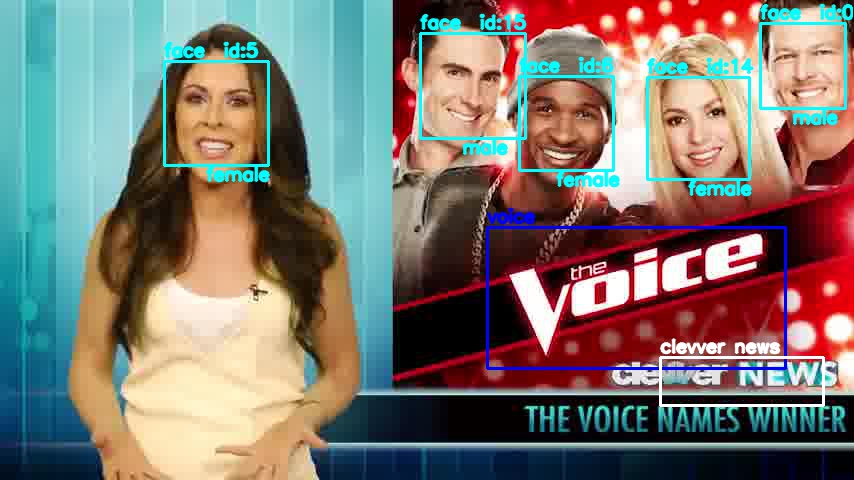 face id:15
face id:0
face id:5
face id:6
face id:14
male
male
female
female
female
voice
the
Voice
clevver news
clevver NEWS
THE VOICE NAMES WINNER